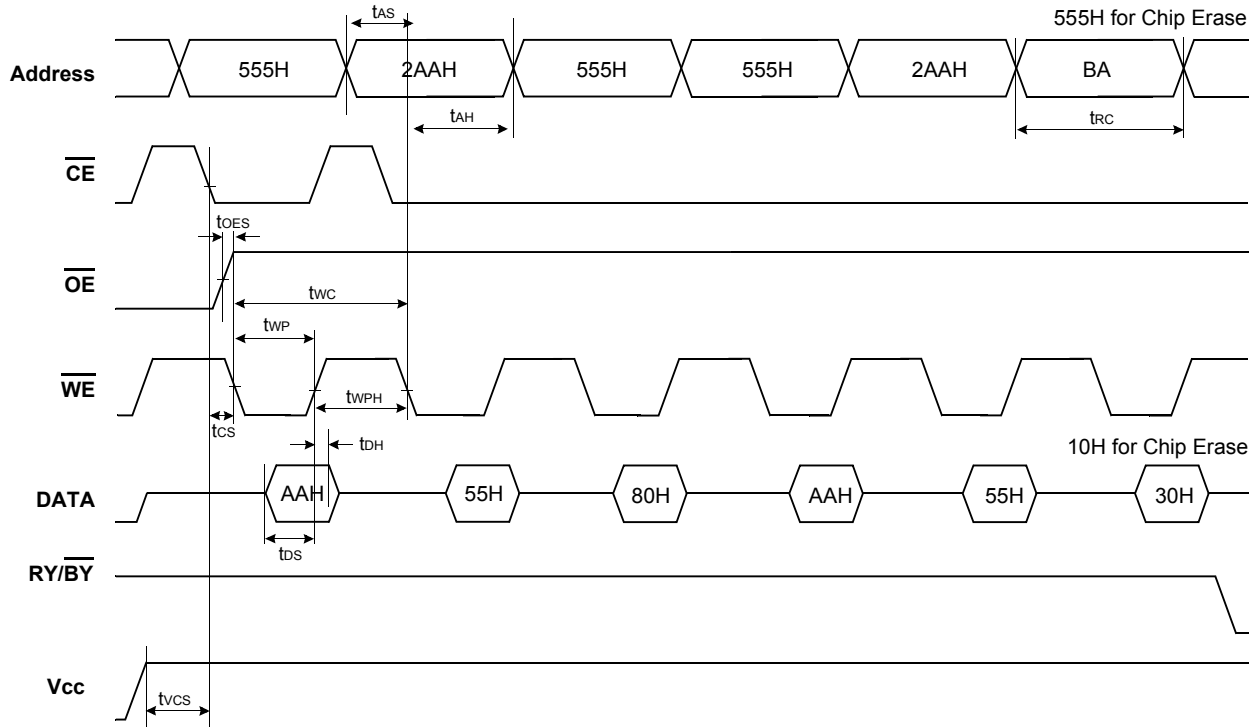 tAS
555H for Chip Erase
Address
555H
2AAH
555H
555H
2AAH
BA
tAH
tRC
CE
tOES
OE
tWC
tWP
WE
tWPH
tCS
tDH
10H for Chip Erase
DATA
AAH
55H
80H
AAH
55H
30H
tDS
RY/BY
Vcc
tVCS